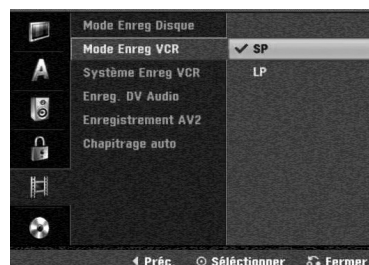 Mode Enreg Disque
Mode Enreg VCR
✓ SP
Système Enreg VCR
LP
Enreg. DV Audio
Enregistrement AV2
Chapitrage auto
Préc. Séléctionner Fermer